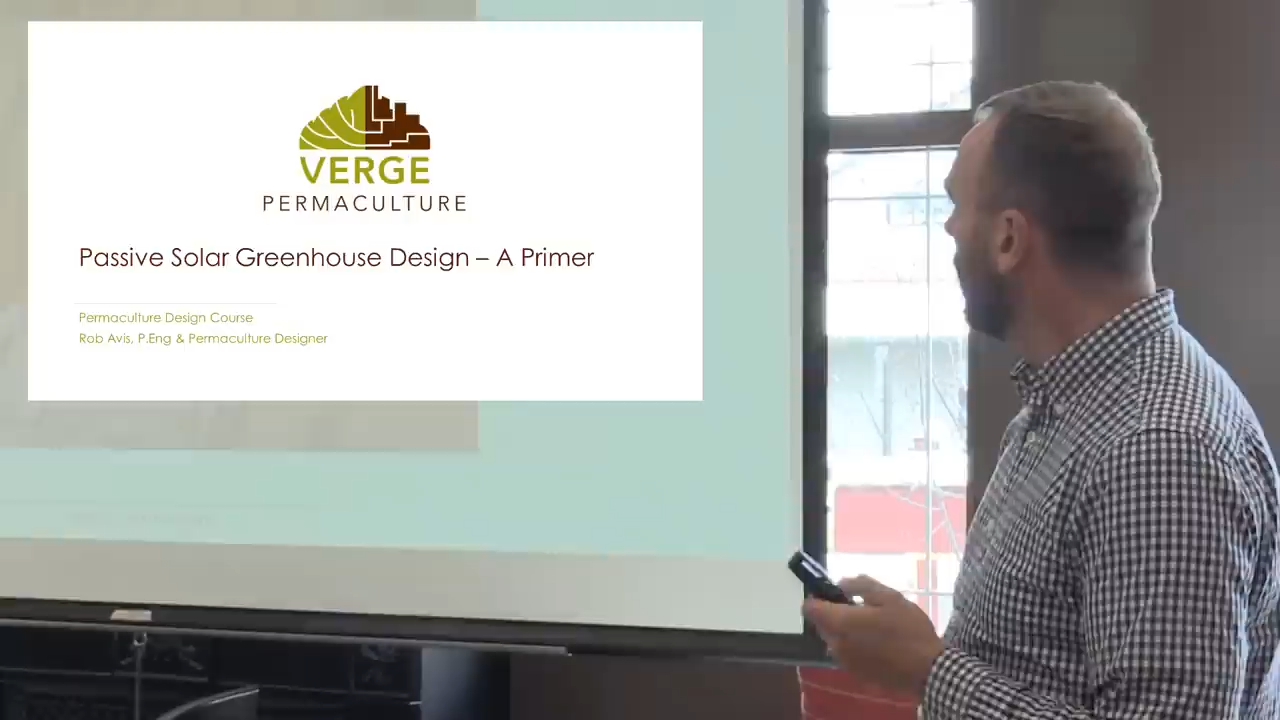 VERGE
PERMACULTURE
Passive Solar Greenhouse Design – A Primer
Permaculture Design Course
Rob Avis, P.Eng & Permaculture Designer